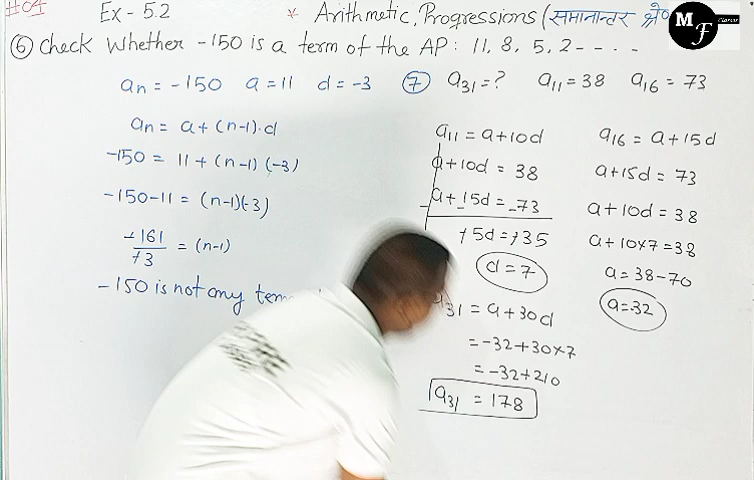 #04 Ex-5.2 * Arithmetic Progressions (समानान्तर
M F Classes
⑥ Check Whether -150 is a term of the AP: 11, 8, 5, 2 - - . . .
an = -150 a = 11 d = -3
an = a + (n-1).d
-150 = 11 + (n-1) (-3)
-150-11 = (n-1)(-3)
-161/-3 = (n-1)
-150 is not any term
⑦ a31 = ? a11 = 38 a16 = 73
a11 = a+10d
a+10d = 38
a+15d = 73
-5d = -35
d = 7
a31 = a+30d
= -32+30×7
= -32+210
a31 = 178
a16 = a+15d
a+15d = 73
a+10d = 38
a+10×7 = 38
a = 38-70
a = -32